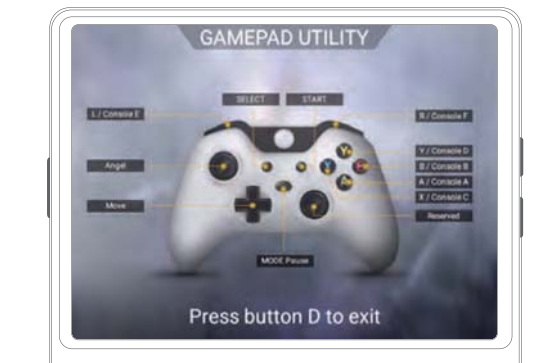 GAMEPAD UTILITY
SELECT START
L / Console E
R / Console F
Y / Console D
Angel
B / Console B
A / Console A
X / Console C
Move
Reserved
MODE Pause
Press button D to exit